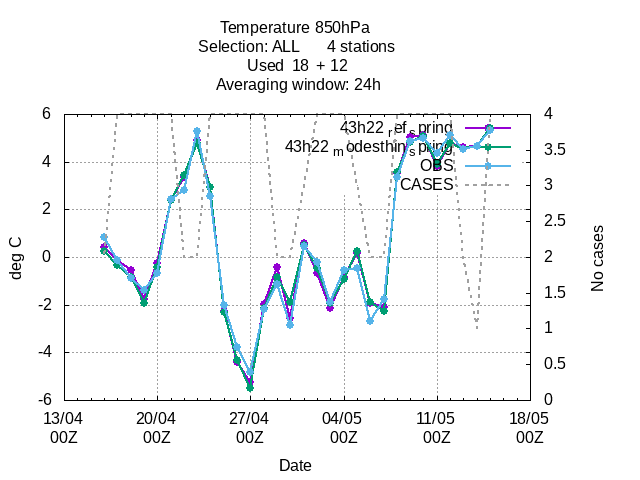 Temperature 850hPa
Selection: ALL 4 stations
Used 18 + 12
Averaging window: 24h
43h22_refsprind
43h22_modesthinspring
OBS
CASES
6
4
2
0
-2
-4
-6
4
3.5
3
2.5
2
1.5
1
0.5
0
deg C
No cases
13/04 20/04 27/04 04/05 11/05 18/05
00Z 00Z 00Z 00Z 00Z 00Z
Date